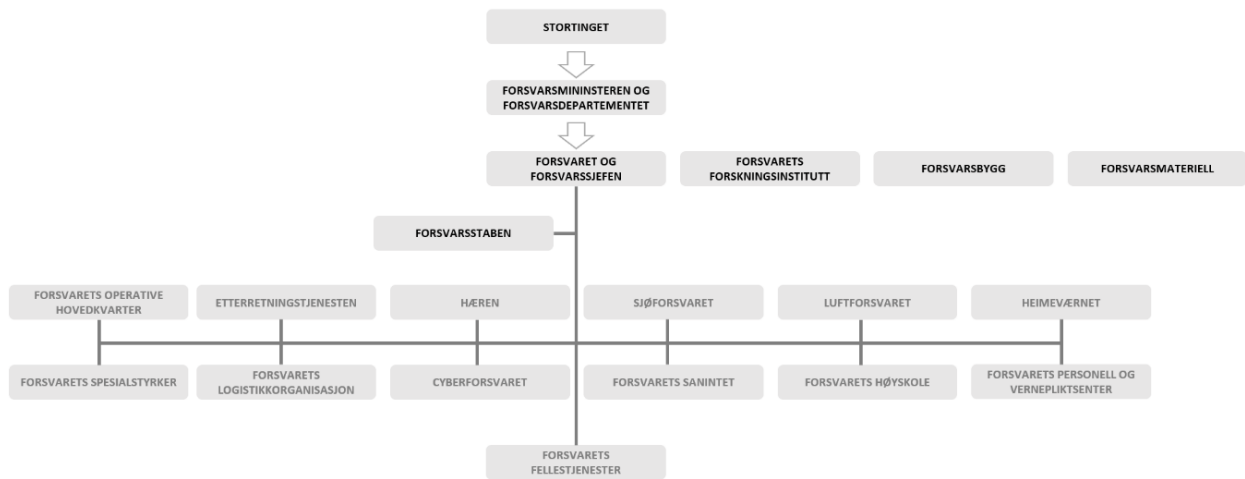 STORTINGET
FORSVARSMININSTEREN OG
FORSVARSDEPARTEMENTET
FORSVARET OG
FORSVARSSJEFEN
FORSVARETS
FORSKNINGSINSTITUTT
FORSVARSBYGG
FORSVARSMATERIELL
FORSVARSSTABEN
FORSVARETS OPERATIVE
HOVEDKVARTER
ETTERRETNINGSTJENESTEN
HÆREN
SJØFORSVARET
LUFTFORSVARET
HEIMEVÆRNET
FORSVARETS SPESIALSTYRKER
FORSVARETS
LOGISTIKKORGANISASJON
CYBERFORSVARET
FORSVARETS SANINTET
FORSVARETS HØYSKOLE
FORSVARETS PERSONELL OG
VERNEPLIKTSENTER
FORSVARETS
FELLESTJENESTER